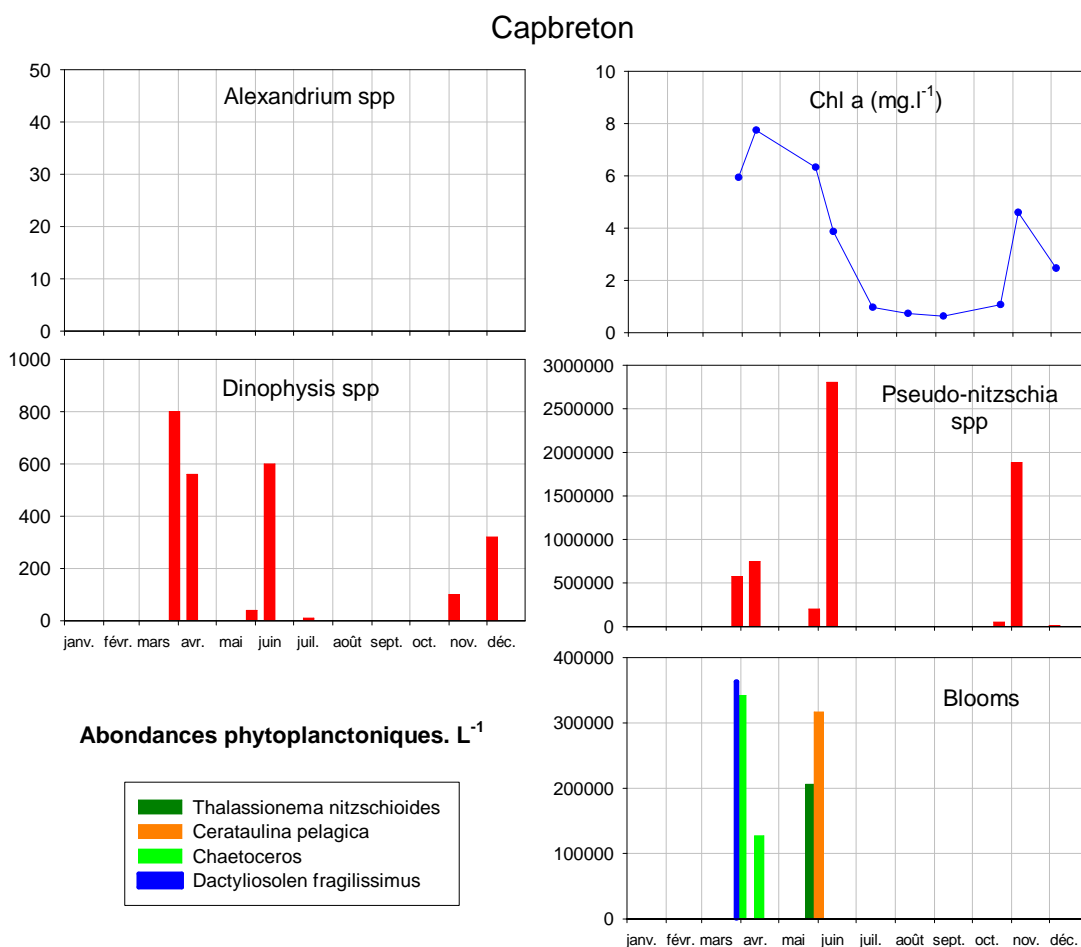 Capbreton
50
40
30
20
10
0
Alexandrium spp
10
8
6
4
2
0
Chl a (mg.l-1)
1000
800
600
400
200
0
Dinophysis spp
janv. févr. mars avr. mai juin juil. août sept. oct. nov. déc.
3000000
2500000
2000000
1500000
1000000
500000
0
Pseudo-nitzschia
spp
400000
300000
200000
100000
0
Blooms
janv. févr. mars avr. mai juin juil. août sept. oct. nov. déc.
Abondances phytoplanctoniques. L-1
Thalassionema nitzschioides
Cerataulina pelagica
Chaetoceros
Dactyliosolen fragilissimus